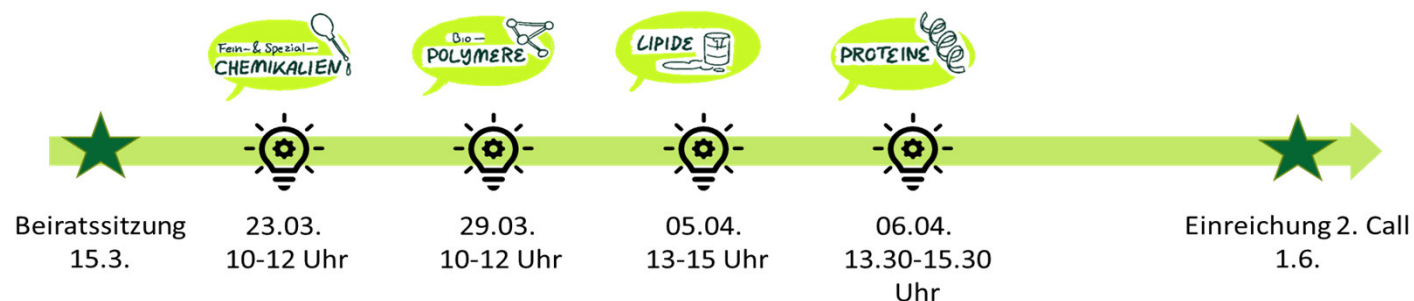 Fein- & Spezial-
CHEMIKALIEN
Bio-
POLYMERE
LIPIDE
PROTEINE
Beiratssitzung
15.3.
23.03.
10-12 Uhr
29.03.
10-12 Uhr
05.04.
13-15 Uhr
06.04.
13.30-15.30
Uhr
Einreichung 2. Call
1.6.